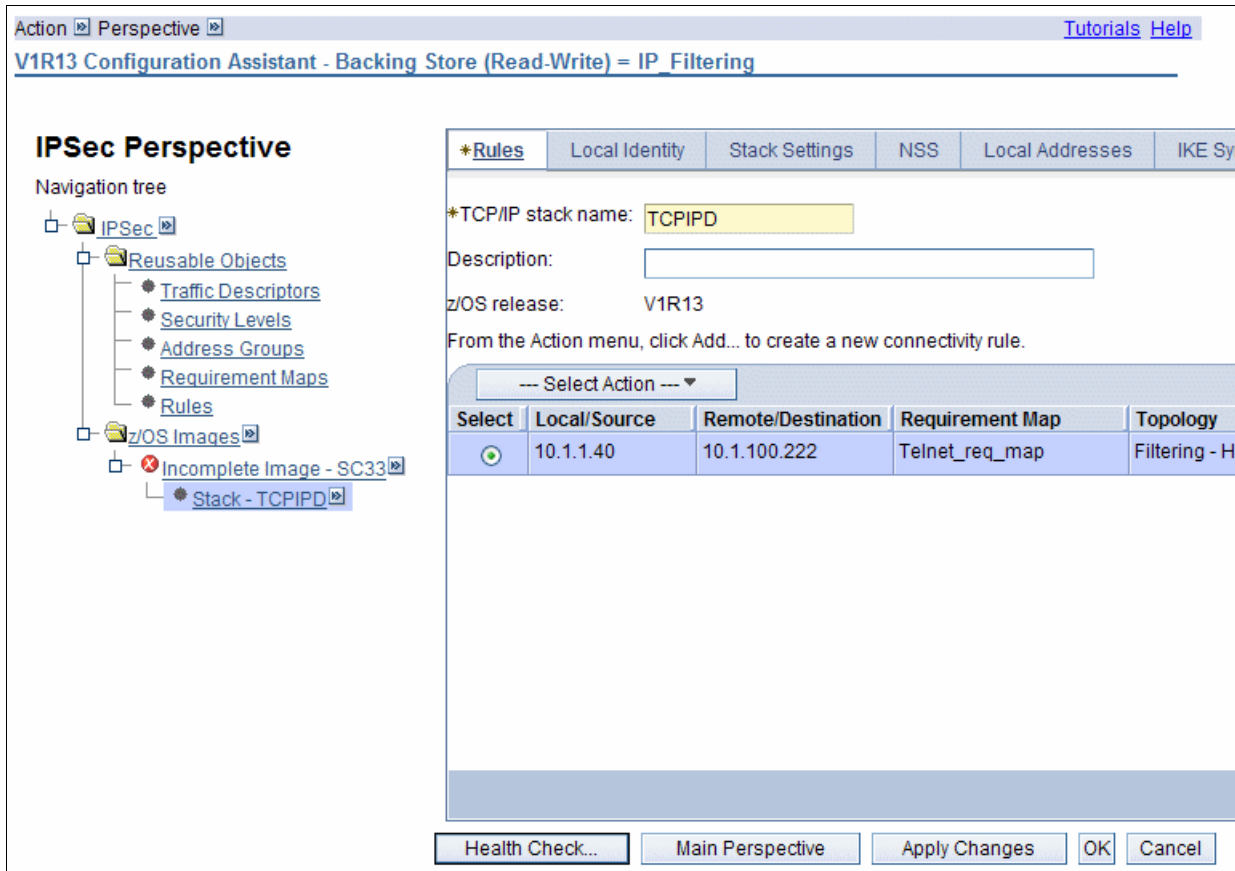 Action Perspective Tutorials Help
V1R13 Configuration Assistant - Backing Store (Read-Write) = IP_Filtering
IPSec Perspective
Navigation tree
IPSec
Reusable Objects
Traffic Descriptors
Security Levels
Address Groups
Requirement Maps
Rules
z/OS Images
Incomplete Image - SC33
Stack - TCPIPD
*Rules Local Identity Stack Settings NSS Local Addresses IKE Sy
*TCP/IP stack name: TCPIPD
Description:
z/OS release: V1R13
From the Action menu, click Add... to create a new connectivity rule.
--- Select Action ---
Select Local/Source Remote/Destination Requirement Map Topology
10.1.1.40 10.1.100.222 Telnet_req_map Filtering - H
Health Check... Main Perspective Apply Changes OK Cancel